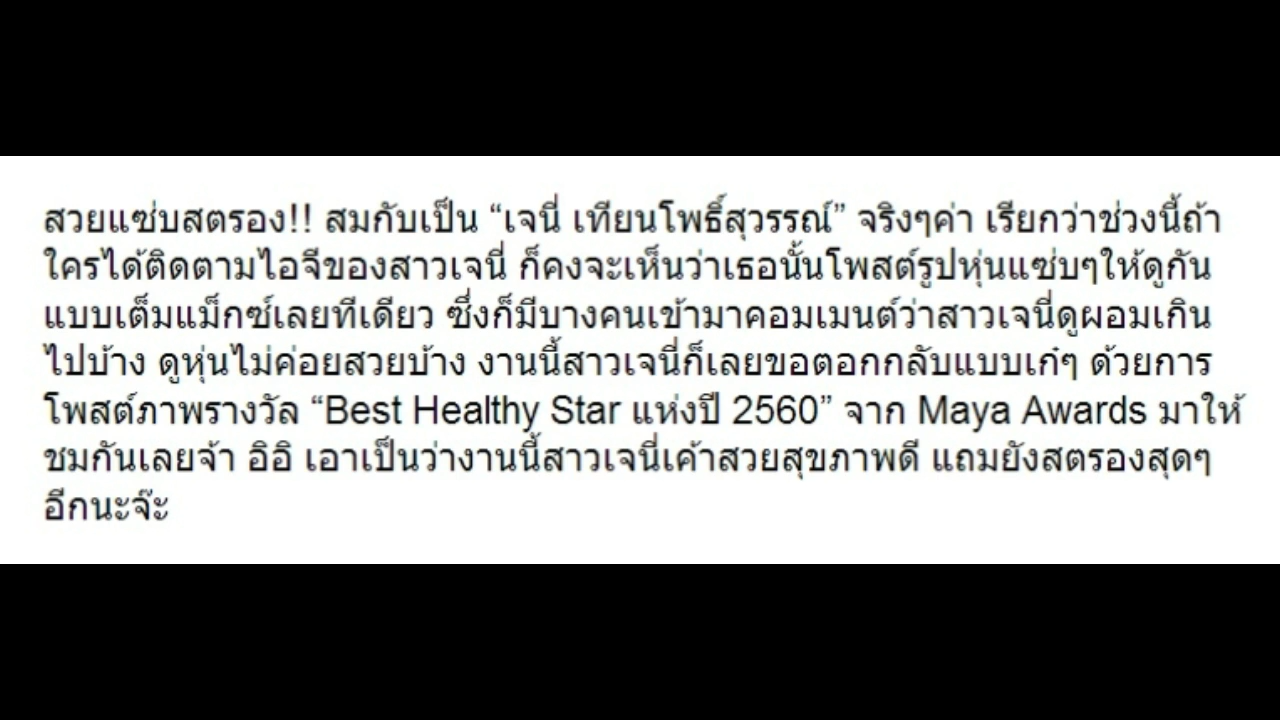 สวยแซ่บสตรอง!! สมกับเป็น “เจนี่ เทียนโพธิ์สุวรรณ์” จริงๆค่า เรียกว่าช่วงนี้ถ้า
ใครได้ติดตามไอจีของสาวเจนี่ ก็คงจะเห็นว่าเธอนั้นโพสต์รูปหุ่นแซ่บๆให้ดูกัน
แบบเต็มแม็กซ์เลยทีเดียว ซึ่งก็มีบางคนเข้ามาคอมเมนต์ว่าสาวเจนี่ดูผอมเกิน
ไปบ้าง ดูหุ่นไม่ค่อยสวยบ้าง งานนี้สาวเจนี่ก็เลยขอตอกกลับแบบเก๋ๆ ด้วยการ
โพสต์ภาพรางวัล “Best Healthy Star แห่งปี 2560” จาก Maya Awards มาให้
ชมกันเลยจ้า อิอิ เอาเป็นว่างานนี้สาวเจนี่เค้าสวยสุขภาพดี แถมยังสตรองสุดๆ
อีกนะจ๊ะ